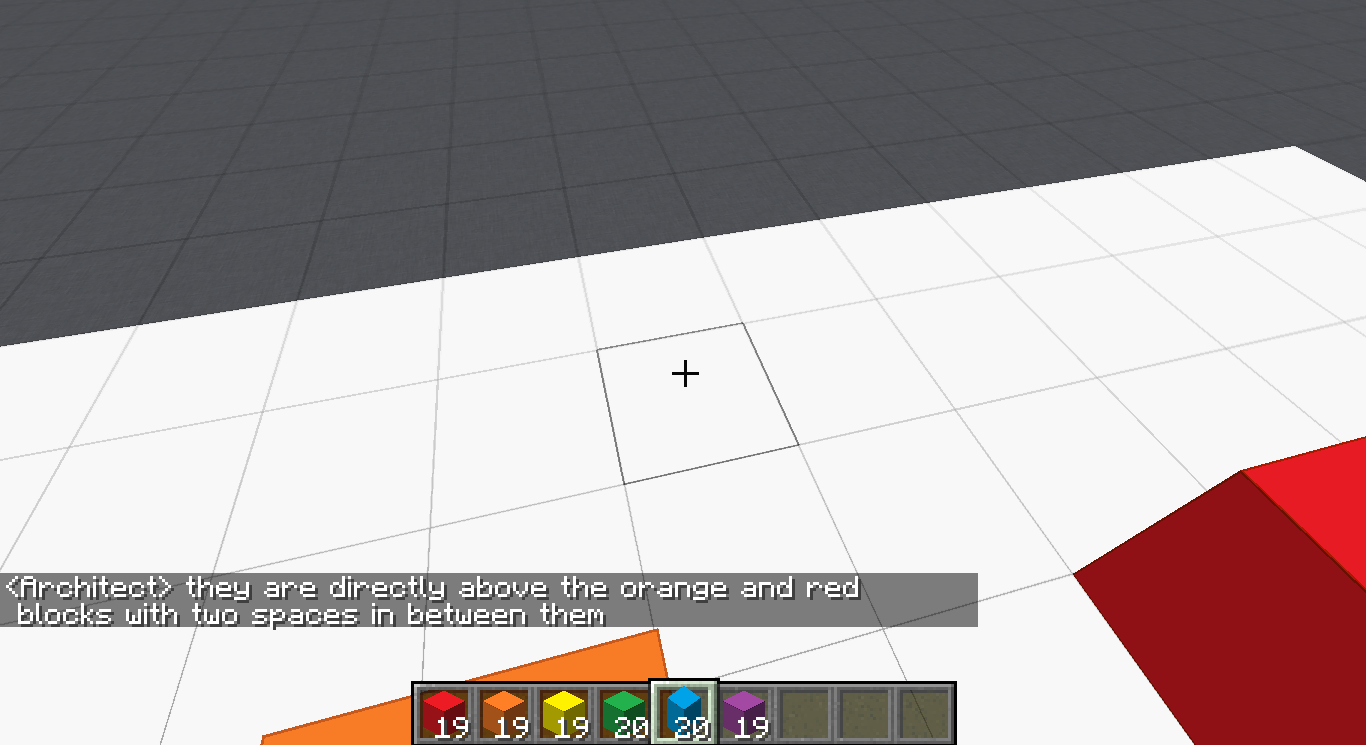 <Architect> they are directly above the orange and red
blocks with two spaces in between them
19 19 19 20 20 19